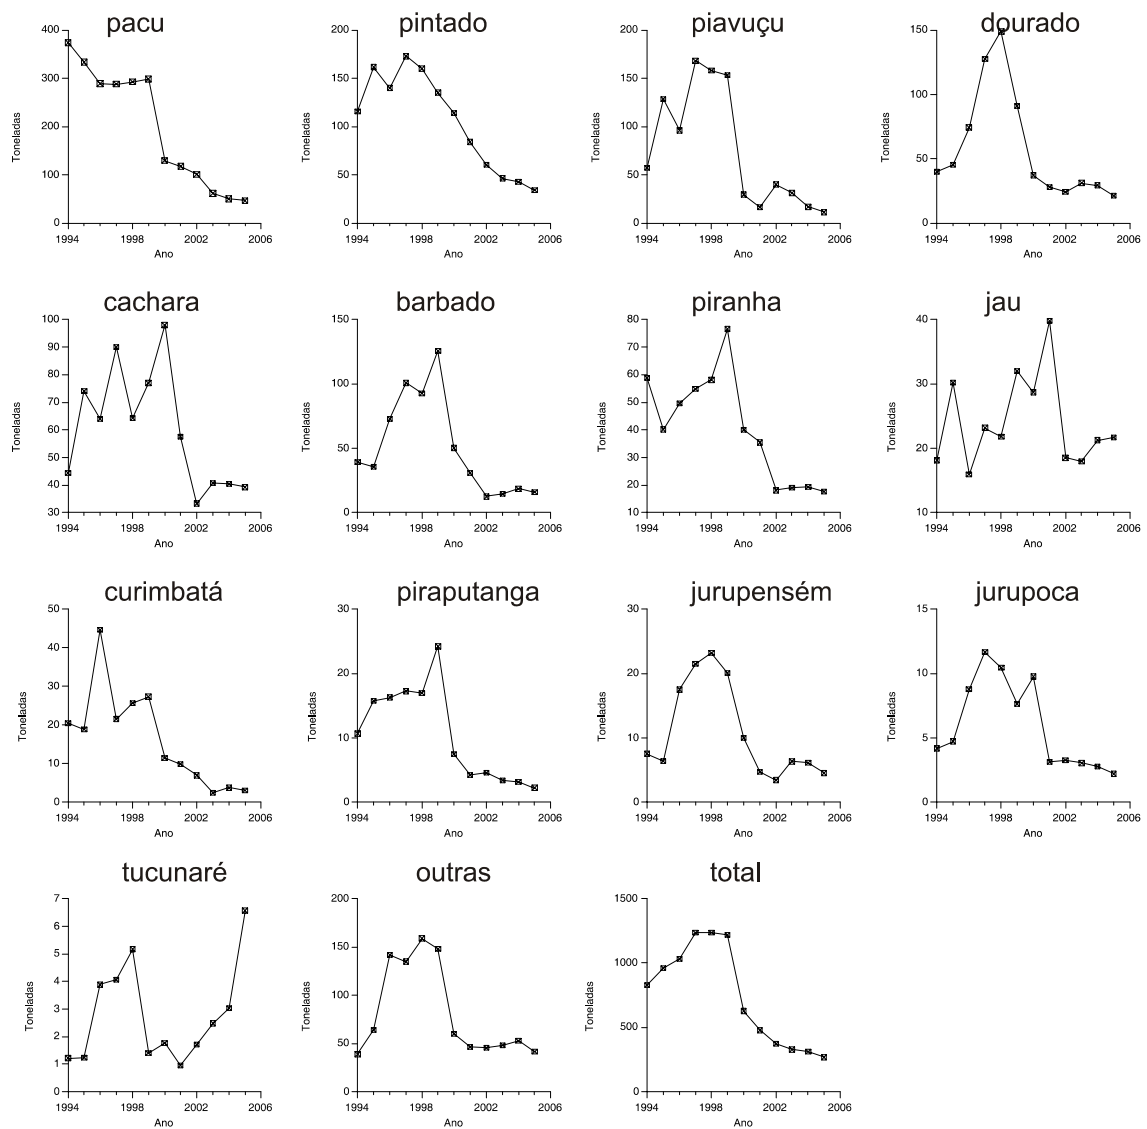 pacu
400
300
200
100
0
Toneladas
1994 1998 2002 2006
Ano
pintado
200
150
100
50
0
Toneladas
1994 1998 2002 2006
Ano
piavuçu
200
150
100
50
0
Toneladas
1994 1998 2002 2006
Ano
dourado
150
100
50
0
Toneladas
1994 1998 2002 2006
Ano
cachara
100
90
80
70
60
50
40
30
Toneladas
1994 1998 2002 2006
Ano
barbado
150
100
50
0
Toneladas
1994 1998 2002 2006
Ano
piranha
80
70
60
50
40
30
20
10
Toneladas
1994 1998 2002 2006
Ano
jau
40
30
20
10
Toneladas
1994 1998 2002 2006
Ano
curimbatá
50
40
30
20
10
0
Toneladas
1994 1998 2002 2006
Ano
piraputanga
30
20
10
0
Toneladas
1994 1998 2002 2006
Ano
jurupensém
30
20
10
0
Toneladas
1994 1998 2002 2006
Ano
jurupoca
15
10
5
0
Toneladas
1994 1998 2002 2006
Ano
tucunaré
7
6
5
4
3
2
1
0
Toneladas
1994 1998 2002 2006
Ano
outras
200
150
100
50
0
Toneladas
1994 1998 2002 2006
Ano
total
1500
1000
500
0
Toneladas
1994 1998 2002 2006
Ano